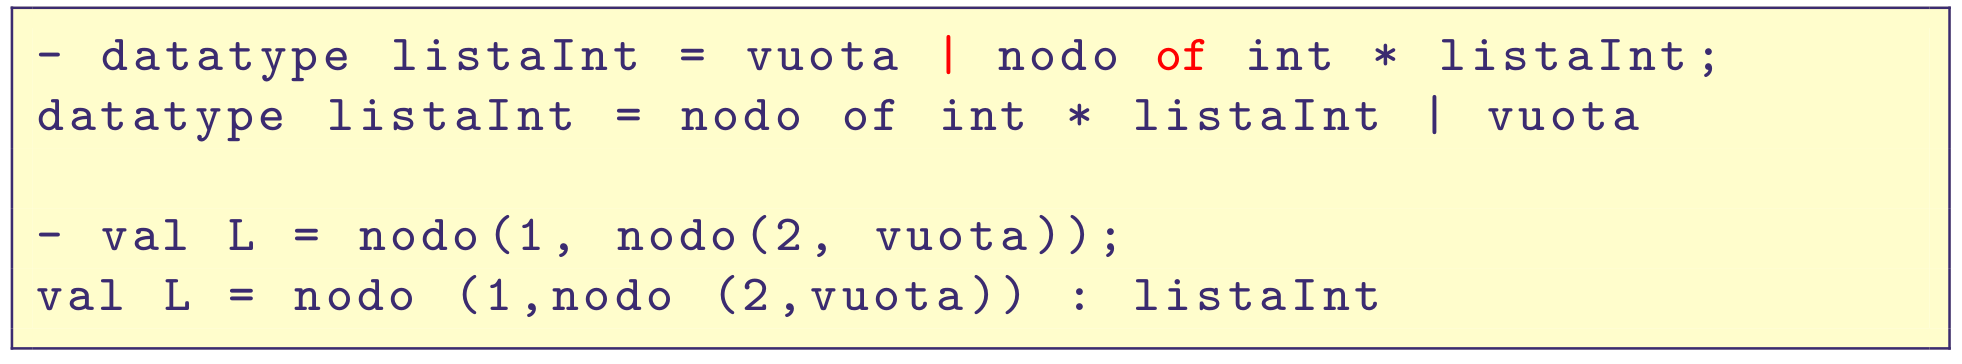 - datatype listaInt = vuota | nodo of int * listaInt;
datatype listaInt = nodo of int * listaInt | vuota
- val L = nodo(1, nodo(2, vuota));
val L = nodo (1,nodo (2,vuota)) : listaInt